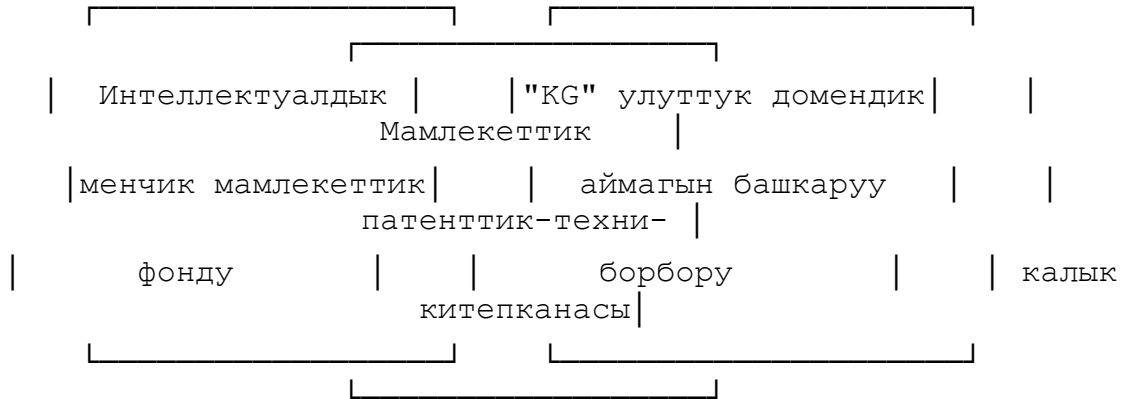 Интеллектуалдык "KG" улуттук домендик
Мамлекеттик
менчик мамлекеттик аймагын башкаруу
патенттик-техни-
фонду борбору калык
китепканасы